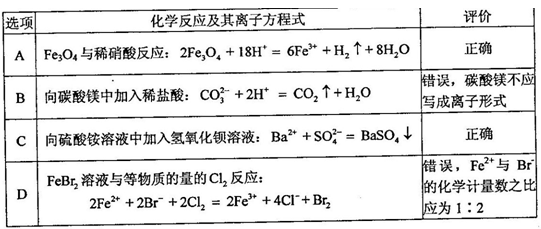 选项 化学反应及其离子方程式 评价
A Fe₃O₄与稀硝酸反应：2Fe₃O₄ + 18H⁺ = 6Fe³⁺ + H₂↑ + 8H₂O 正确
B 向碳酸镁中加入稀盐酸：CO₃²⁻ + 2H⁺ = CO₂↑ + H₂O 错误，碳酸镁不应写成离子形式
C 向硫酸铵溶液中加入氢氧化钡溶液：Ba²⁺ + SO₄²⁻ = BaSO₄↓ 正确
D FeBr₂溶液与等物质的量的Cl₂反应：
2Fe²⁺ + 2Br⁻ + 2Cl₂ = 2Fe³⁺ + 4Cl⁻ + Br₂
错误，Fe²⁺与Br⁻
的化学计量数之比
应为1：2